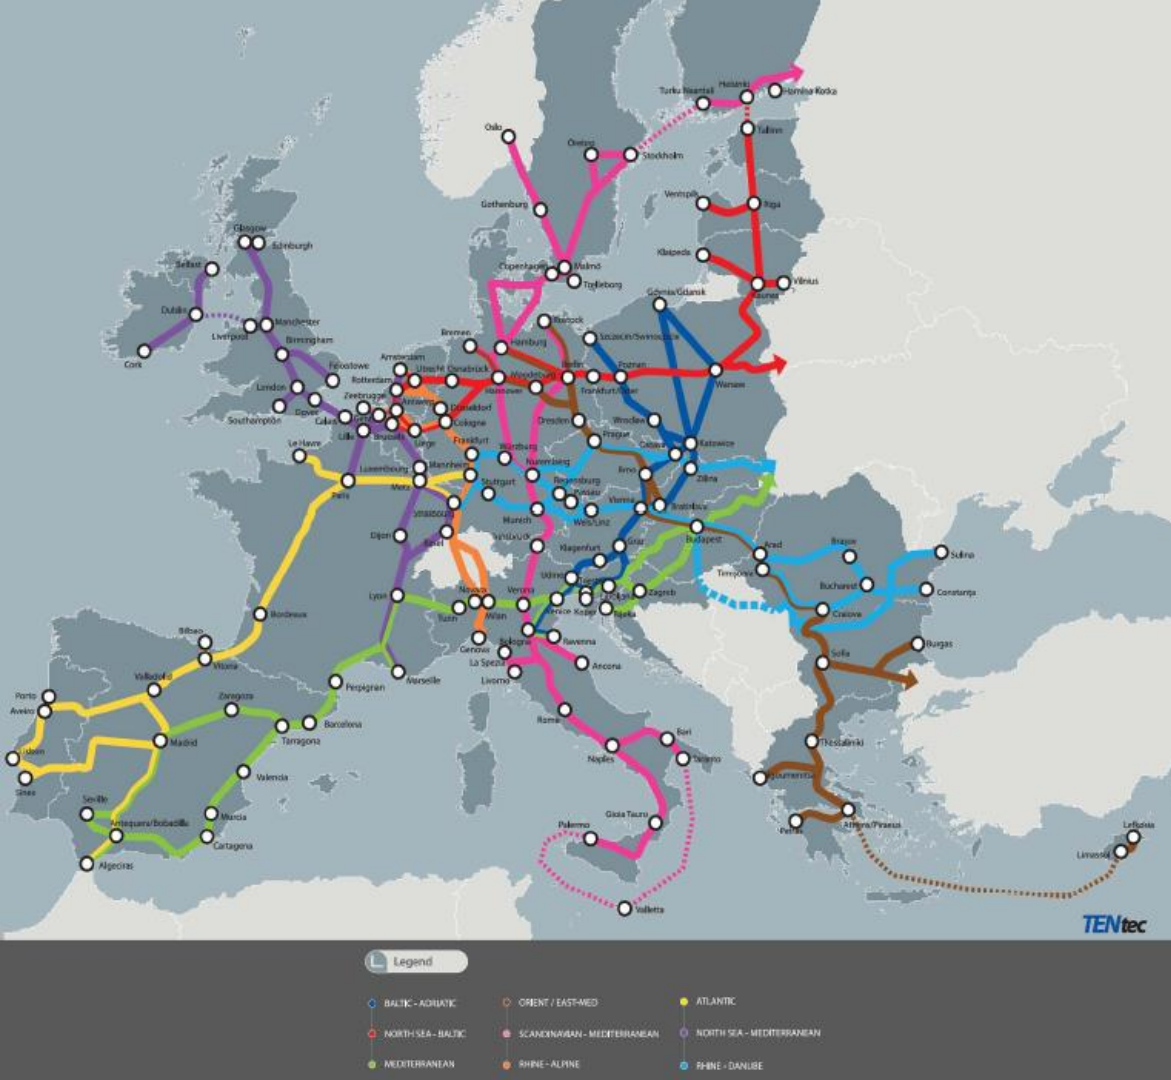 Helsinki
Turku/Naantali
Hamina-Kotka
Tallinn
Oslo
Örebro
Stockholm
Ventspils
Riga
Gothenburg
Glasgow
Edinburgh
Klaipeda
Belfast
Copenhagen
Malmö
Trelleborg
Vilnius
Kaunas
Gdynia/Gdansk
Dublin
Manchester
Liverpool
Rostock
Szczecin/Swinoujscie
Bremen
Hamburg
Birmingham
Cork
Amsterdam
Felixstowe
Utrecht
Osnabrück
Berlin
Poznan
Rotterdam
Magdeburg
Warsaw
London
Hannover
Frankfurt/Oder
Zeebrugge
Antwerp
Düsseldorf
Dover
Southampton
Calais
Cologne
Dresden
Wroclaw
Lille
Brussels
Liège
Prague
Le Havre
Frankfurt
Würzburg
Katowice
Luxembourg
Mannheim
Nuremberg
Brno
Zilina
Paris
Metz
Stuttgart
Regensburg
Passau
Strasbourg
Munich
Wels/Linz
Vienna
Bratislava
Dijon
Basel
Innsbruck
Klagenfurt
Graz
Budapest
Arad
Brasov
Sulina
Timişoara
Udine
Trieste
Lyon
Novara
Verona
Ljubljana
Zagreb
Bucharest
Constanţa
Turin
Milan
Venice
Koper
Rijeka
Craiova
Bordeaux
Bilbao
Genova
Bologna
Ravenna
Burgas
Vitoria
La Spezia
Ancona
Sofia
Valladolid
Marseille
Livorno
Porto
Zaragoza
Perpignan
Aveiro
Barcelona
Rome
Tarragona
Madrid
Bari
Thessaloniki
Lisbon
Naples
Taranto
Valencia
Igoumenitsa
Sines
Seville
Murcia
Gioia Tauro
Antequera/Bobadilla
Palermo
Patras
Athens/Piraeus
Lefkosia
Cartagena
Limassol
Algeciras
Valletta
TENtec
Legend
BALTIC - ADRIATIC
ORIENT / EAST-MED
ATLANTIC
NORTH SEA - BALTIC
SCANDINAVIAN - MEDITERRANEAN
NORTH SEA - MEDITERRANEAN
MEDITERRANEAN
RHINE - ALPINE
RHINE - DANUBE